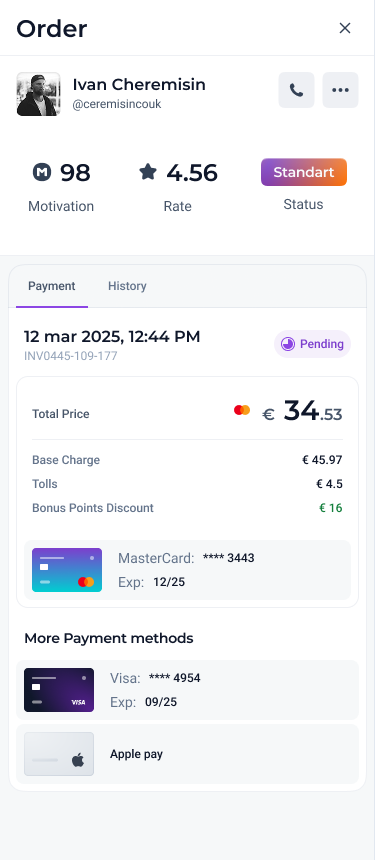 Order
Ivan Cheremisin
@ceremisincouk
M 98
4.56
Standart
Motivation
Rate
Status
Payment
History
12 mar 2025, 12:44 PM
Pending
INV0445-109-177
Total Price
€ 34.53
Base Charge
€ 45.97
Tolls
€ 4.5
Bonus Points Discount
€ 16
MasterCard: **** 3443
Exp: 12/25
More Payment methods
Visa: **** 4954
Exp: 09/25
VISA
Apple pay